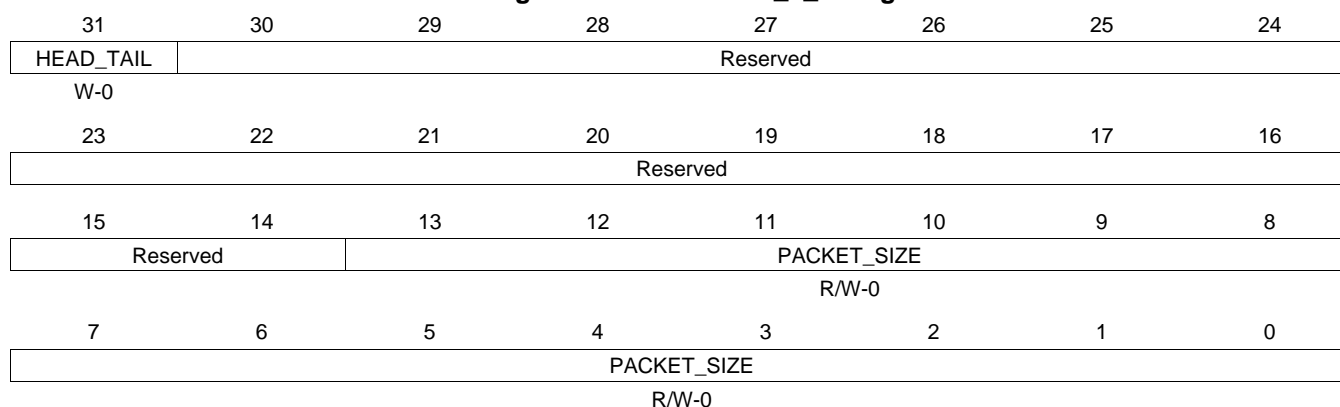 31 30 29 28 27 26 25 24
HEAD_TAIL Reserved
W-0
23 22 21 20 19 18 17 16
Reserved
15 14 13 12 11 10 9 8
Reserved PACKET_SIZE
R/W-0
7 6 5 4 3 2 1 0
PACKET_SIZE
R/W-0